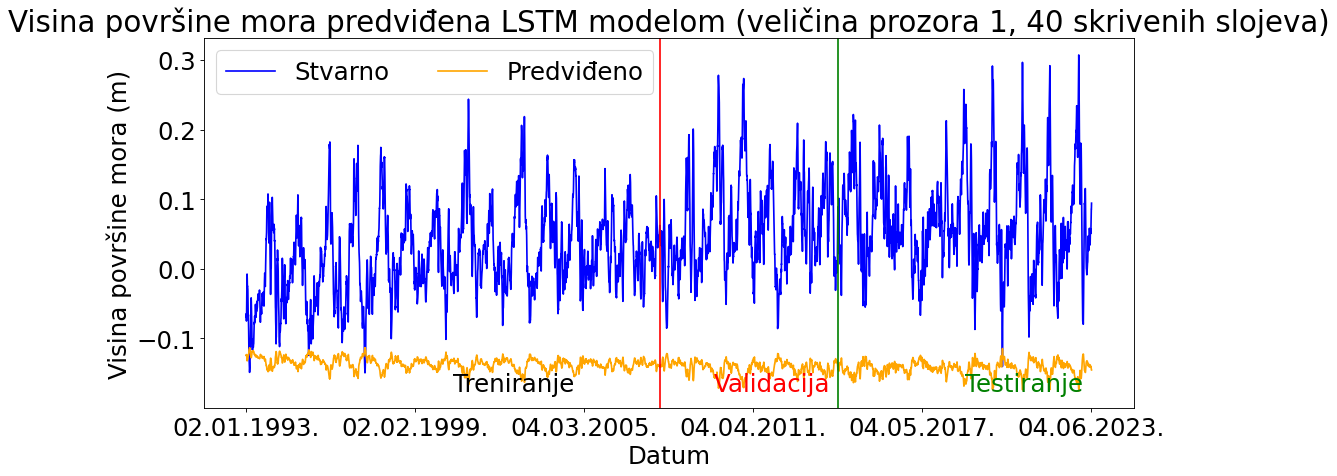 Visina površine mora predviđena LSTM modelom (veličina prozora 1, 40 skrivenih slojeva)
Stvarno Predviđeno
Visina površine mora (m)
0.3
0.2
0.1
0.0
−0.1
Treniranje Validacija Testiranje
02.01.1993. 02.02.1999. 04.03.2005. 04.04.2011. 04.05.2017. 04.06.2023.
Datum